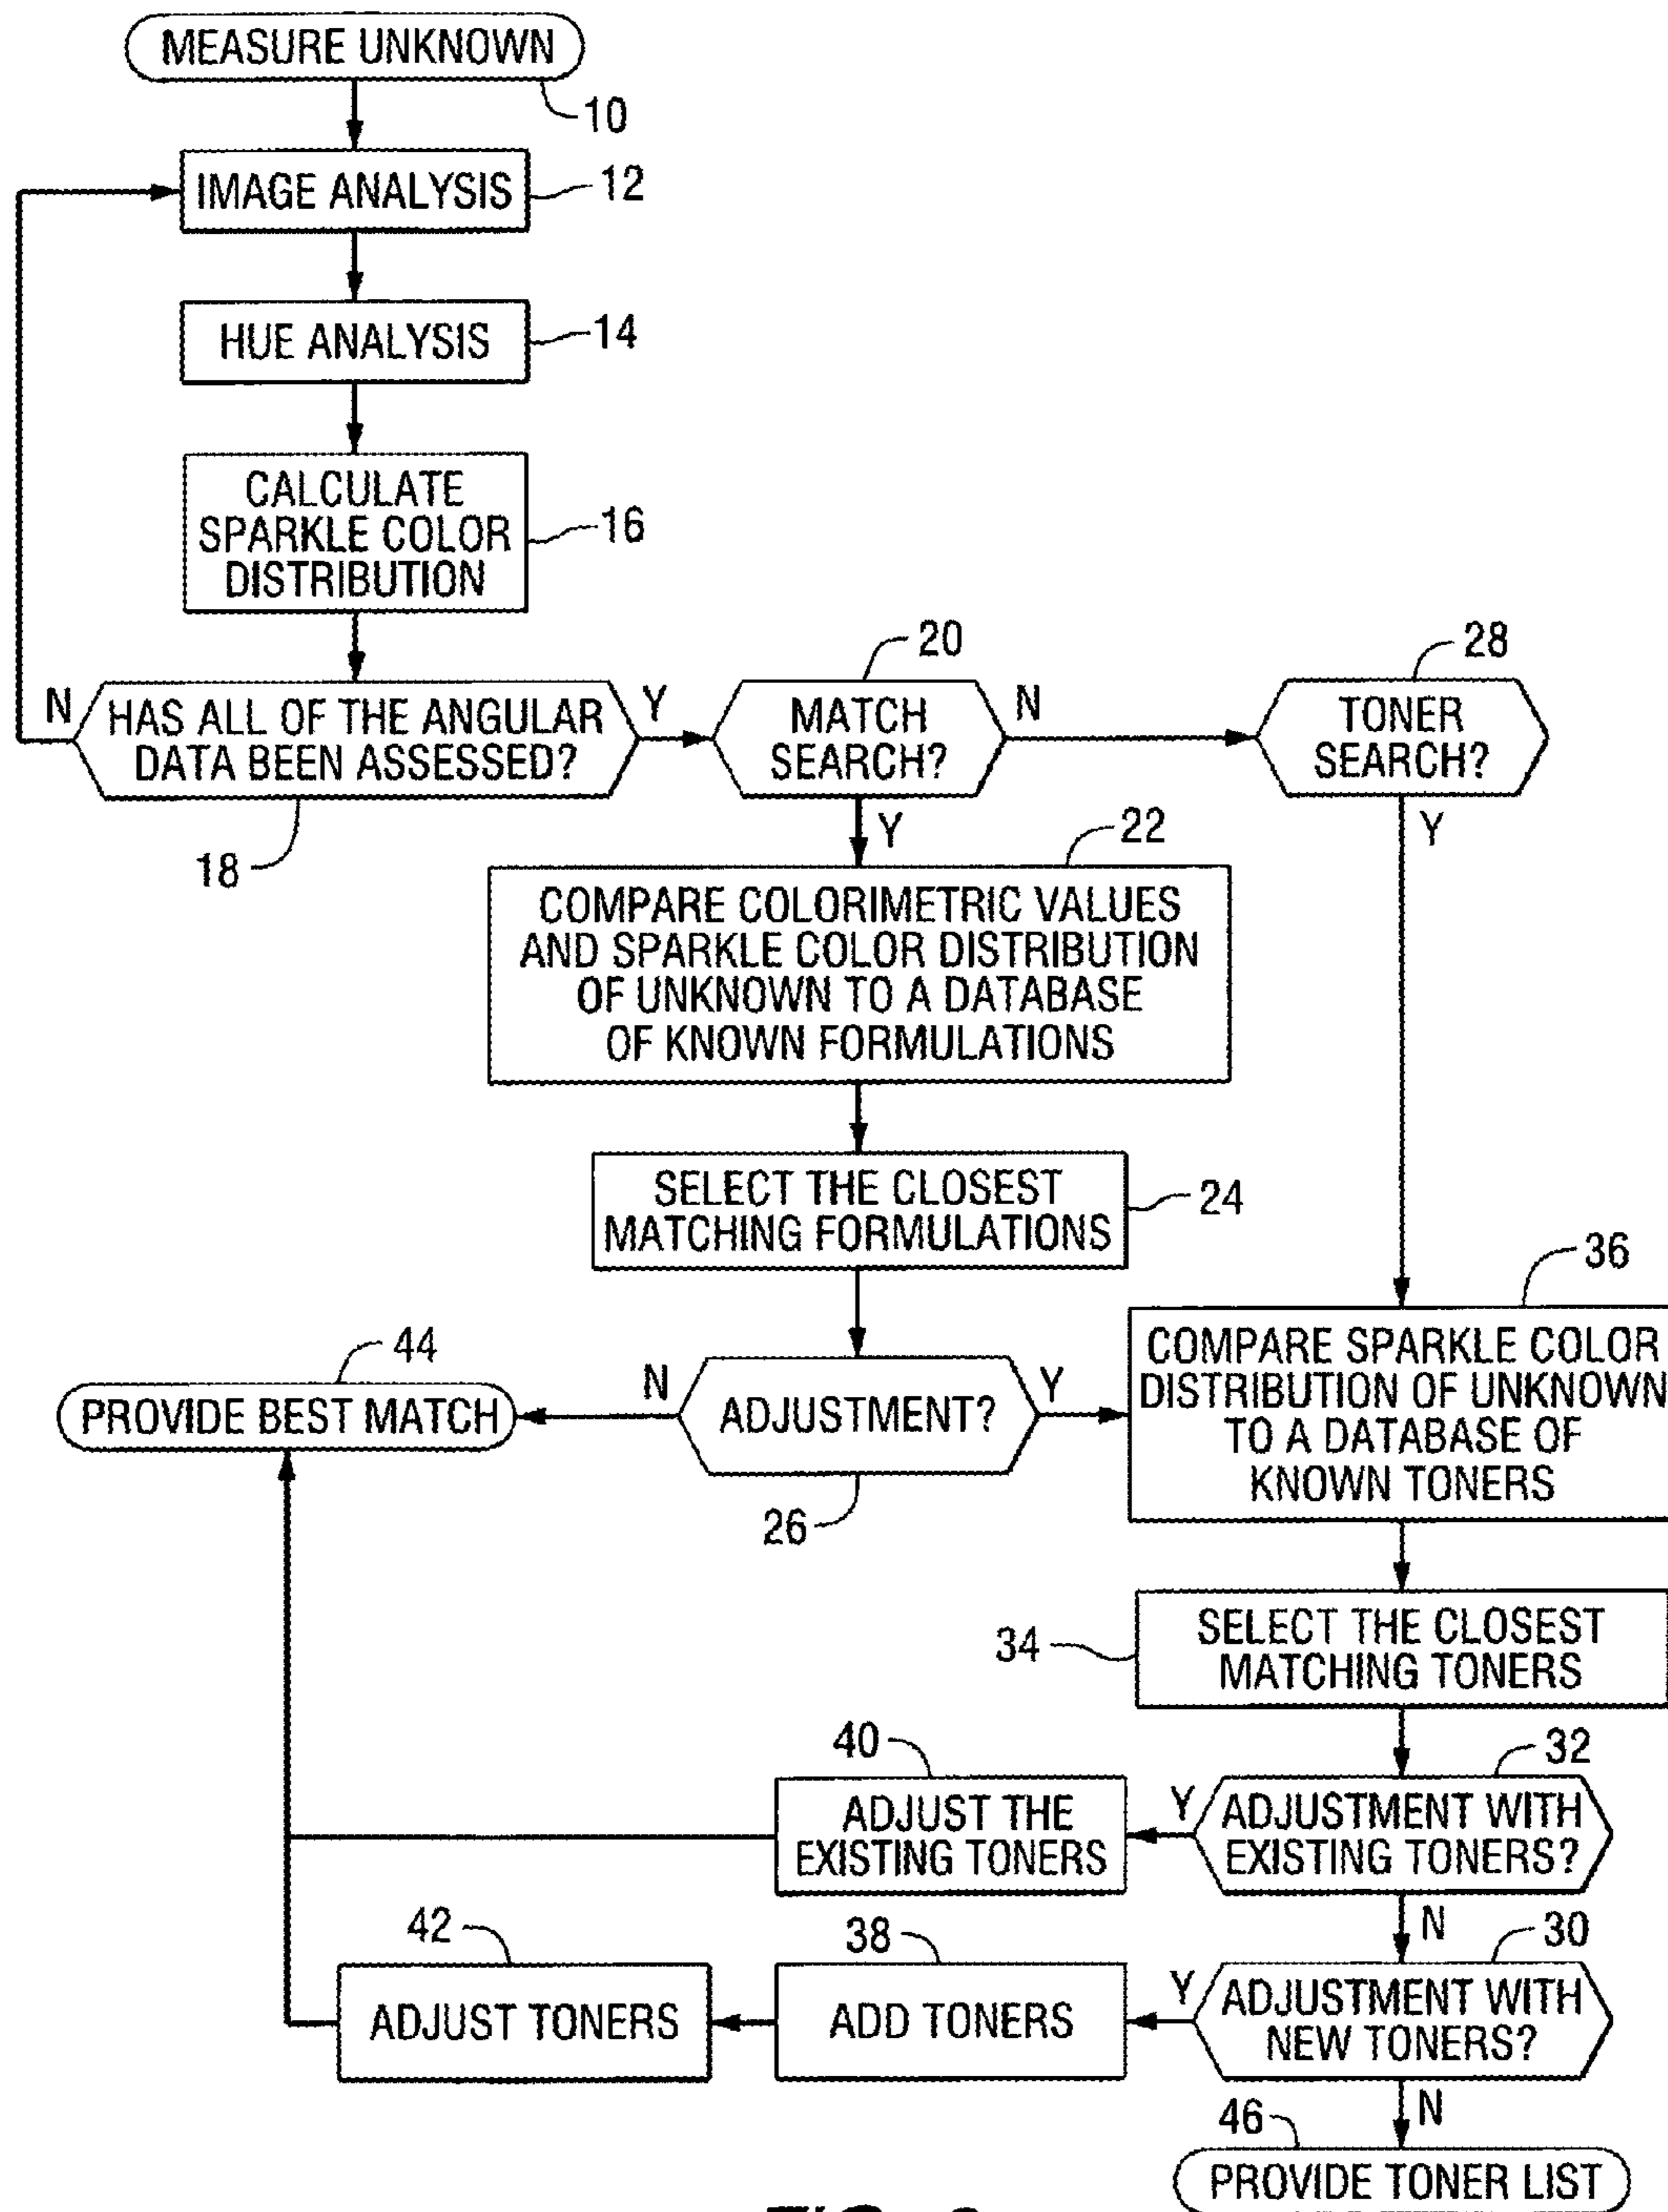 MEASURE UNKNOWN
10
IMAGE ANALYSIS
12
HUE ANALYSIS
14
CALCULATE
SPARKLE COLOR
DISTRIBUTION
16
N
HAS ALL OF THE ANGULAR
DATA BEEN ASSESSED?
18
Y
20
MATCH
SEARCH?
N
28
TONER
SEARCH?
Y
Y
22
COMPARE COLORIMETRIC VALUES
AND SPARKLE COLOR DISTRIBUTION
OF UNKNOWN TO A DATABASE
OF KNOWN FORMULATIONS
SELECT THE CLOSEST
MATCHING FORMULATIONS
24
36
COMPARE SPARKLE COLOR
DISTRIBUTION OF UNKNOWN
TO A DATABASE OF
KNOWN TONERS
44
PROVIDE BEST MATCH
N
ADJUSTMENT?
Y
26
34
SELECT THE CLOSEST
MATCHING TONERS
40
ADJUST THE
EXISTING TONERS
Y
32
ADJUSTMENT WITH
EXISTING TONERS?
N
42
ADJUST TONERS
38
ADD TONERS
Y
30
ADJUSTMENT WITH
NEW TONERS?
N
46
PROVIDE TONER LIST